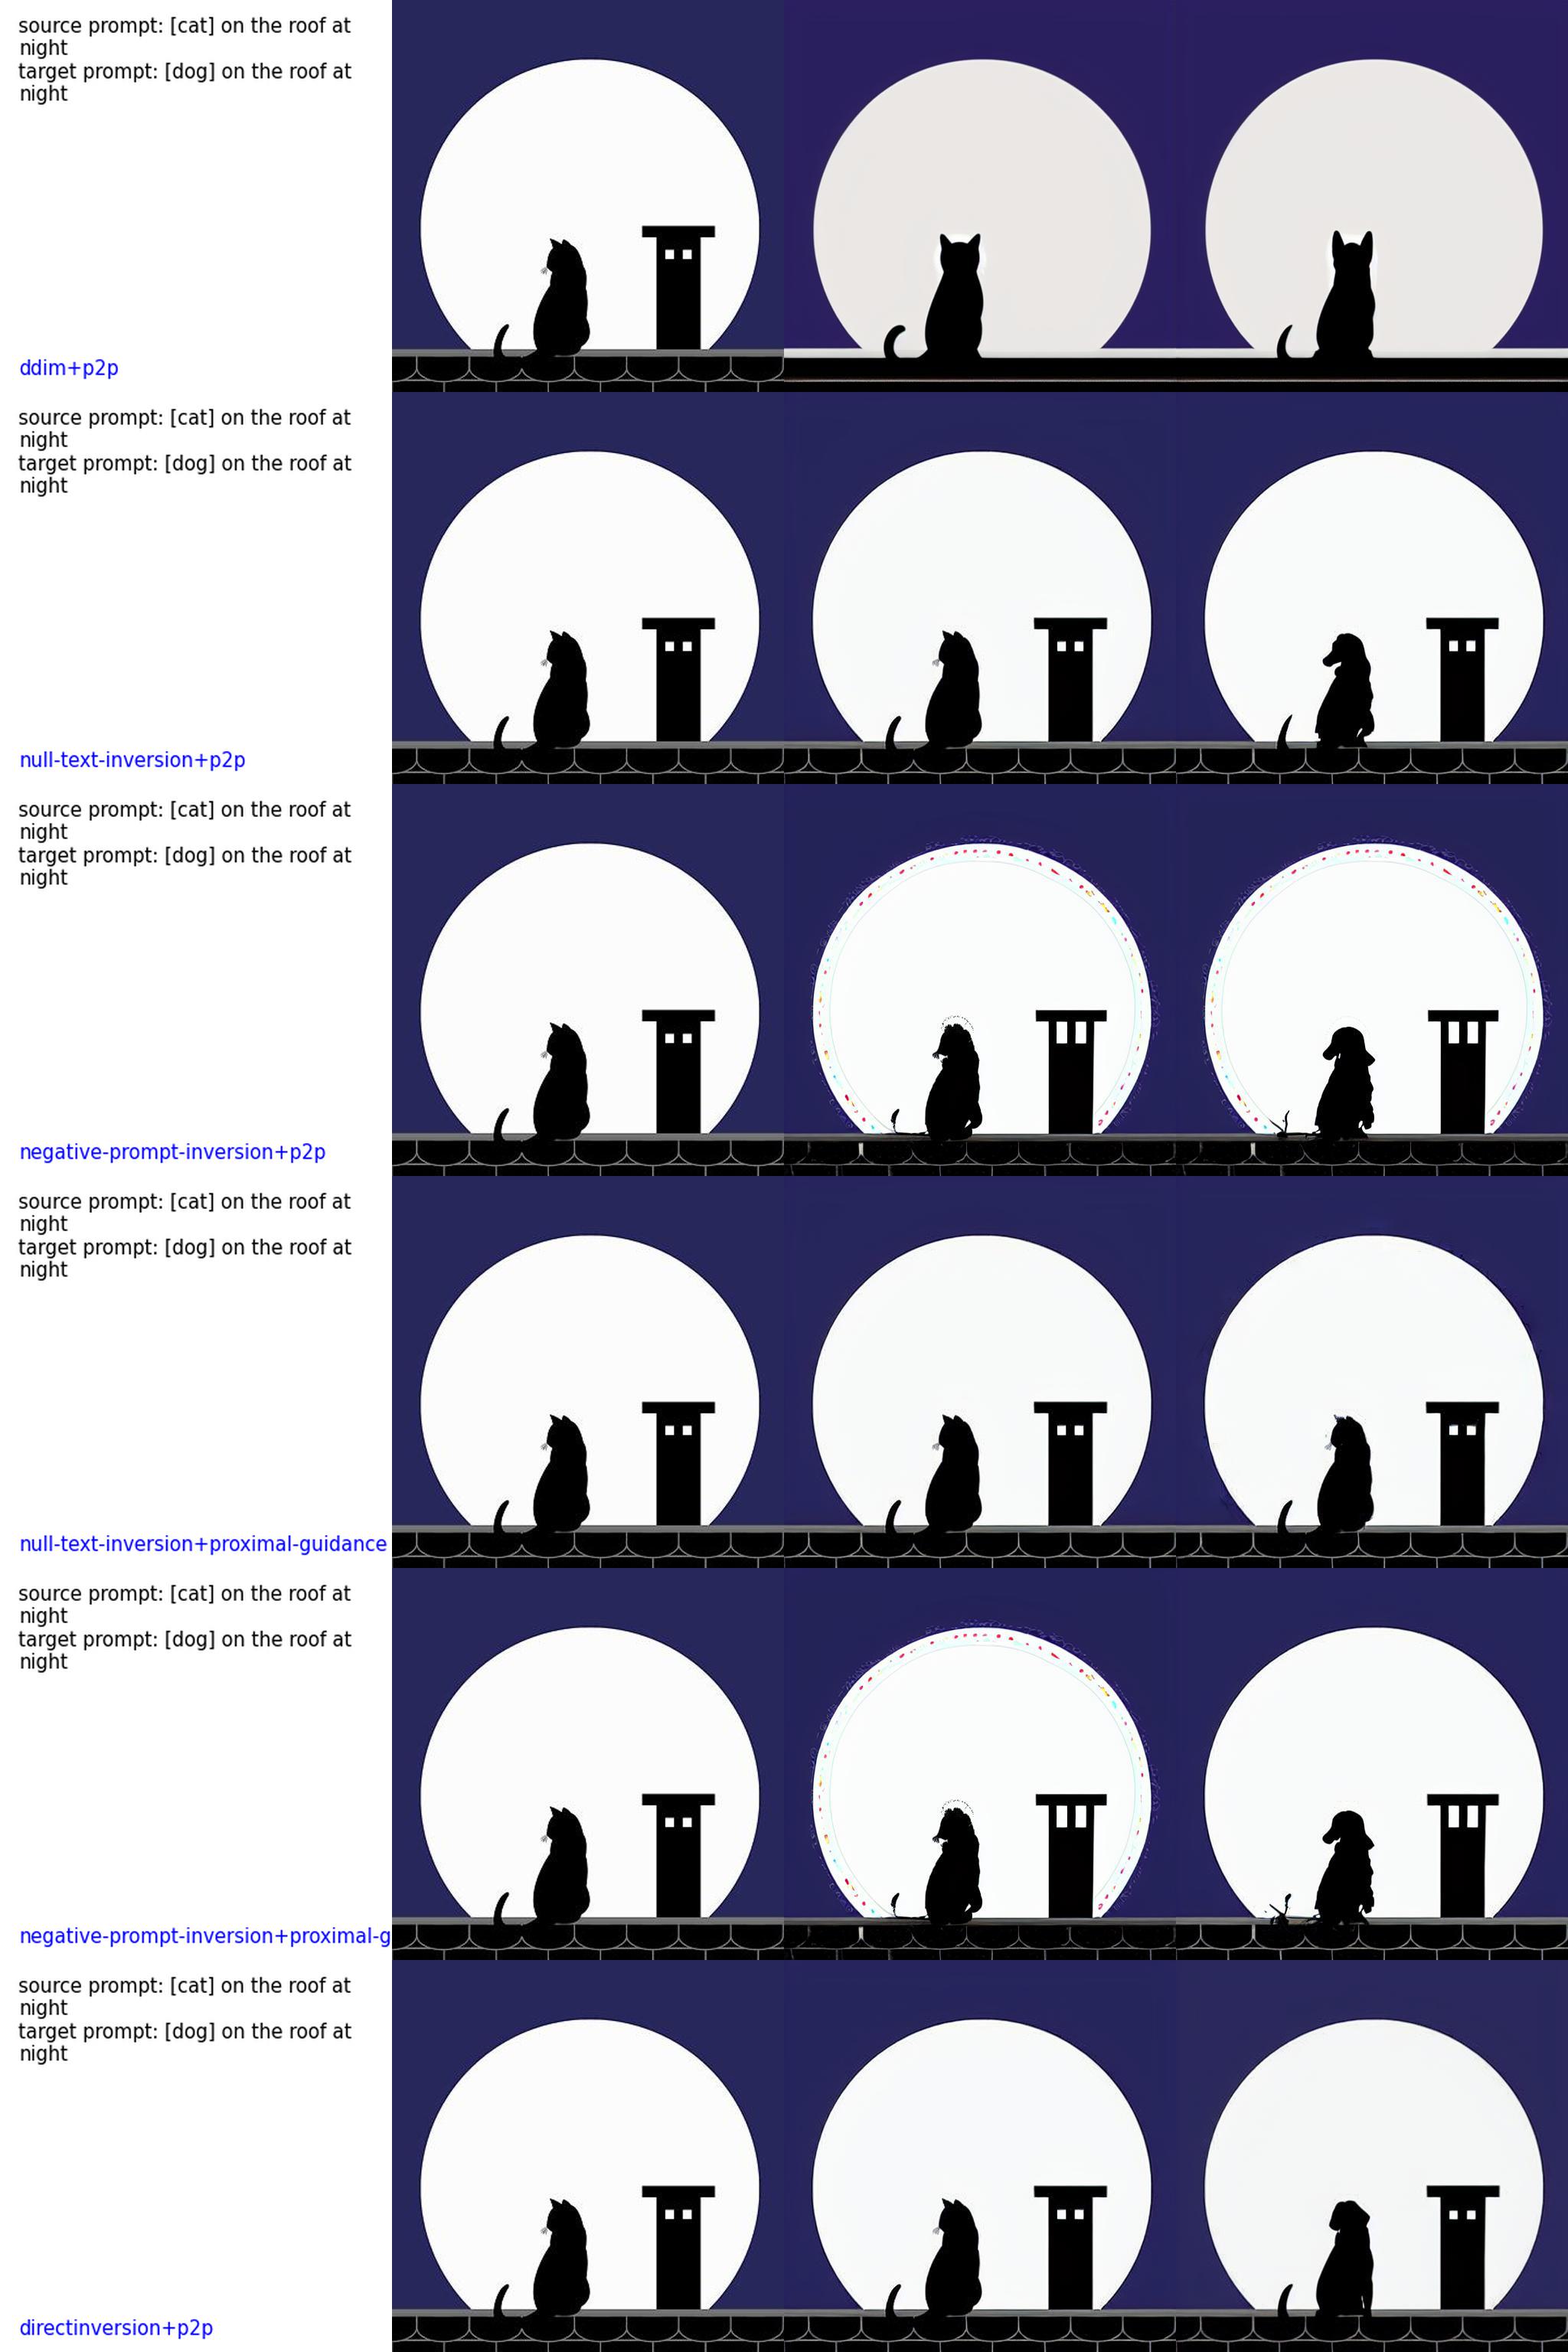 source prompt: [cat] on the roof at
night
target prompt: [dog] on the roof at
night
ddim+p2p
source prompt: [cat] on the roof at
night
target prompt: [dog] on the roof at
night
null-text-inversion+p2p
source prompt: [cat] on the roof at
night
target prompt: [dog] on the roof at
night
negative-prompt-inversion+p2p
source prompt: [cat] on the roof at
night
target prompt: [dog] on the roof at
night
null-text-inversion+proximal-guidance
source prompt: [cat] on the roof at
night
target prompt: [dog] on the roof at
night
negative-prompt-inversion+proximal-g
source prompt: [cat] on the roof at
night
target prompt: [dog] on the roof at
night
directinversion+p2p